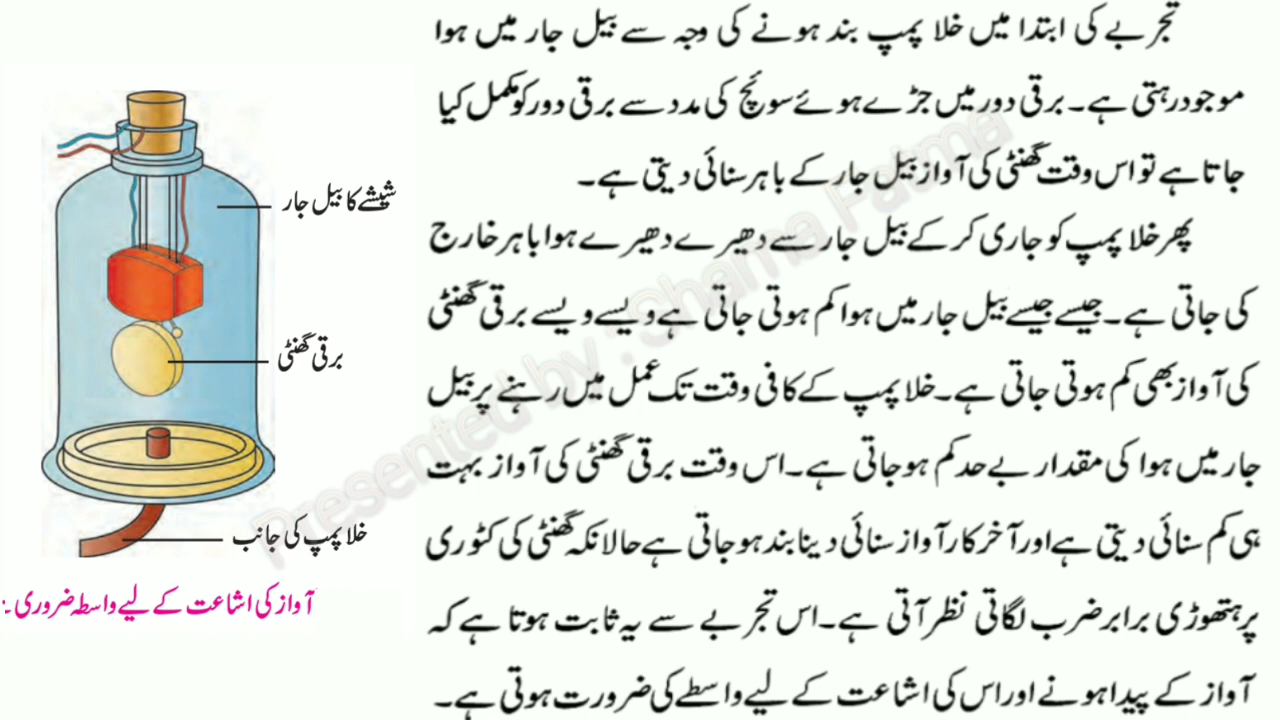 تجربے کی ابتدا میں خلا پمپ بند ہونے کی وجہ سے بیل جار میں ہوا
موجود رہتی ہے۔ برقی دور میں جڑے ہوئے سوئچ کی مدد سے برقی دور کو مکمل کیا
جاتا ہے تو اس وقت گھنٹی کی آواز بیل جار کے باہر سنائی دیتی ہے۔
پھر خلا پمپ کو جاری کر کے بیل جار سے دھیرے دھیرے ہوا باہر خارج
کی جاتی ہے۔ جیسے جیسے بیل جار میں ہوا کم ہوتی جاتی ہے ویسے ویسے برقی گھنٹی
کی آواز بھی کم ہوتی جاتی ہے۔ خلا پمپ کے کافی وقت تک عمل میں رہنے پر بیل
جار میں ہوا کی مقدار بے حد کم ہو جاتی ہے۔ اس وقت برقی گھنٹی کی آواز بہت
ہی کم سنائی دیتی ہے اور آخر کار آواز سنائی دینا بند ہو جاتی ہے حالانکہ گھنٹی کی کٹوری
پر ہتھوڑی برابر ضرب لگاتی نظر آتی ہے۔ اس تجربے سے یہ ثابت ہوتا ہے کہ
آواز کے پیدا ہونے اور اس کی اشاعت کے لیے واسطے کی ضرورت ہوتی ہے۔
شیشے کا بیل جار
برقی گھنٹی
خلا پمپ کی جانب
آواز کی اشاعت کے لیے واسطہ ضروری
Presented by : Shama Fatma